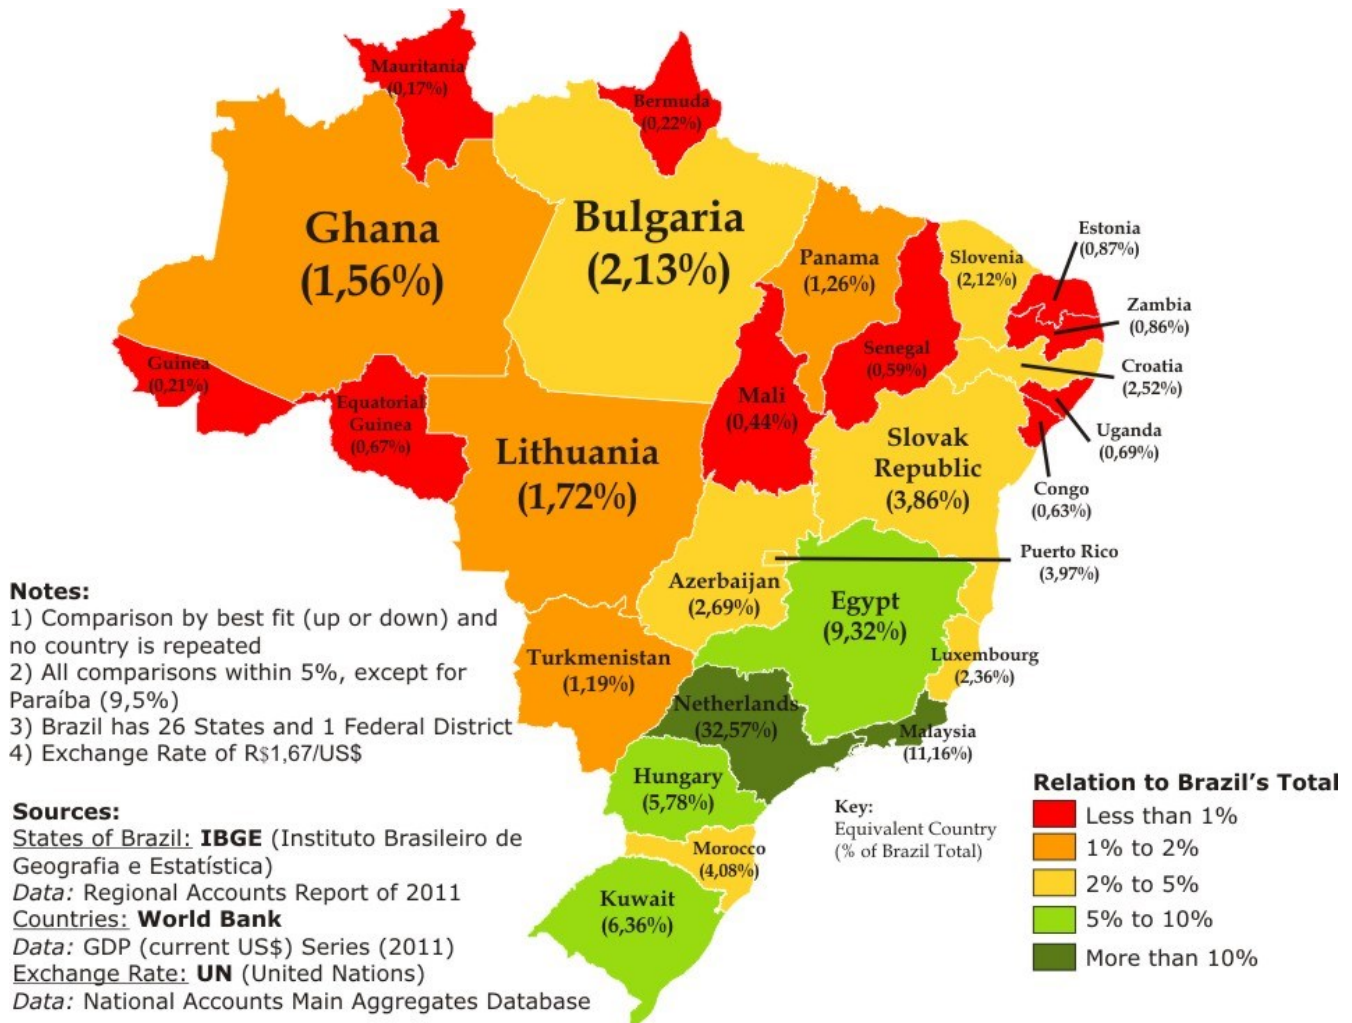 Mauritania
(0,17%)
Bermuda
(0,22%)
Ghana
(1,56%)
Bulgaria
(2,13%)
Panama
(1,26%)
Slovenia
(2,12%)
Estonia
(0,87%)
Zambia
(0,86%)
Senegal
(0,59%)
Croatia
(2,52%)
Guinea
(0,21%)
Equatorial
Guinea
(0,67%)
Mali
(0,44%)
Uganda
(0,69%)
Lithuania
(1,72%)
Slovak
Republic
(3,86%)
Congo
(0,63%)
Puerto Rico
(3,97%)
Azerbaijan
(2,69%)
Egypt
(9,32%)
Turkmenistan
(1,19%)
Luxembourg
(2,36%)
Netherlands
(32,57%)
Malaysia
(11,16%)
Hungary
(5,78%)
Morocco
(4,08%)
Kuwait
(6,36%)
Notes:
1) Comparison by best fit (up or down) and
no country is repeated
2) All comparisons within 5%, except for
Paraíba (9,5%)
3) Brazil has 26 States and 1 Federal District
4) Exchange Rate of R$1,67/US$
Sources:
States of Brazil: IBGE (Instituto Brasileiro de
Geografia e Estatística)
Data: Regional Accounts Report of 2011
Countries: World Bank
Data: GDP (current US$) Series (2011)
Exchange Rate: UN (United Nations)
Data: National Accounts Main Aggregates Database
Key:
Equivalent Country
(% of Brazil Total)
Relation to Brazil's Total
Less than 1%
1% to 2%
2% to 5%
5% to 10%
More than 10%